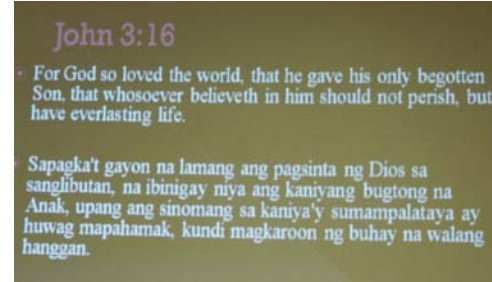 John 3:16
For God so loved the world, that he gave his only begotten
Son, that whosoever believeth in him should not perish, but
have everlasting life.
Sapagka't gayon na lamang ang pagsinta ng Dios sa
sanglibutan, na ibinigay niya ang kaniyang bugtong na
Anak, upang ang sinomang sa kaniya'y sumampalataya ay
huwag mapahamak, kundi magkaroon ng buhay na walang
hanggan.